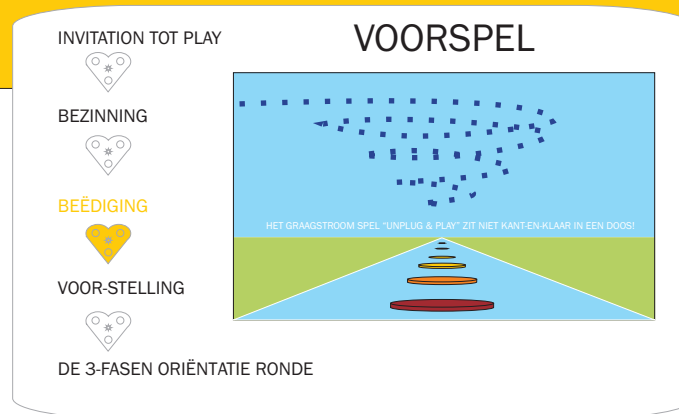 INVITATION TOT PLAY
VOORSPEL
BEZINNING
BEËDIGING
HET GRAAGSTROOM SPEL “UNPLUG & PLAY” ZIT NIET KANT-EN-KLAAR IN EEN DOOS!
VOOR-STELLING
DE 3-FASEN ORIËNTATIE RONDE